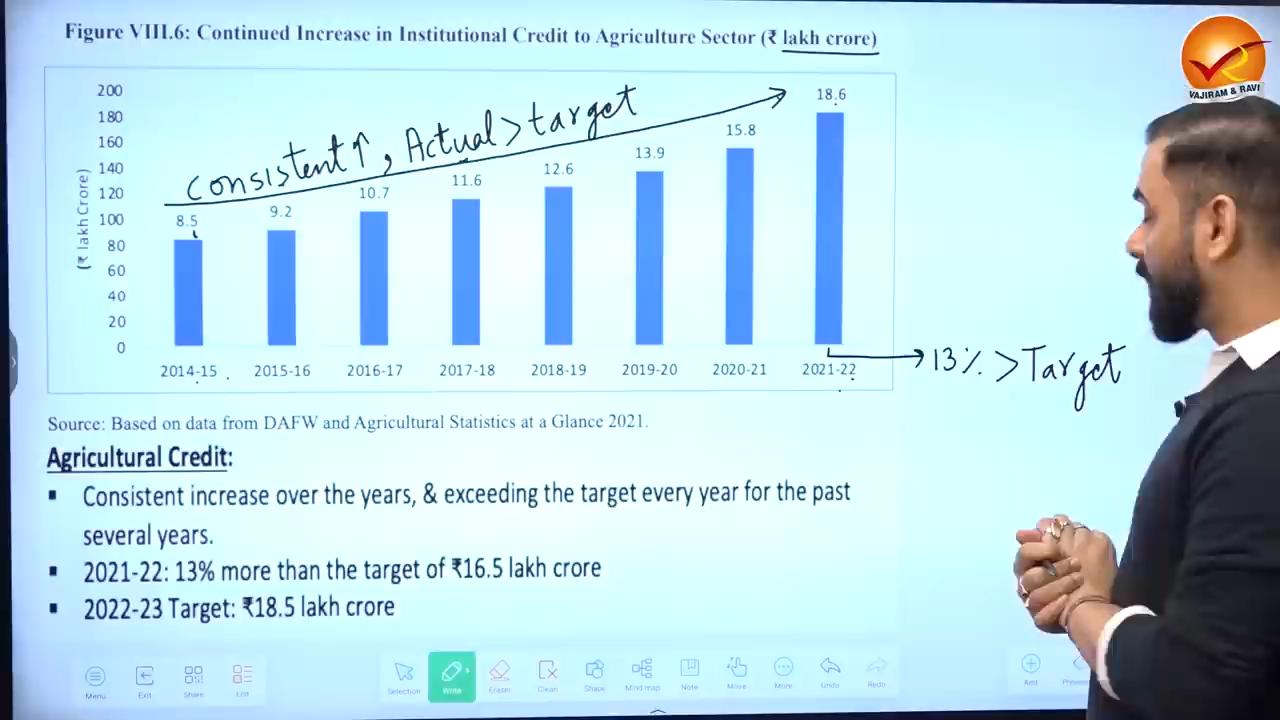 Figure VIII.6: Continued Increase in Institutional Credit to Agriculture Sector (₹ lakh crore)
VAJIRAM & RAVI
(₹ lakh Crore)
200
180
160
140
120
100
80
60
40
20
0
Consistent ↑, Actual > target
8.5
9.2
10.7
11.6
12.6
13.9
15.8
18.6
2014-15 2015-16 2016-17 2017-18 2018-19 2019-20 2020-21 2021-22
→ 13% > Target
Source: Based on data from DAFW and Agricultural Statistics at a Glance 2021.
Agricultural Credit:
▪ Consistent increase over the years, & exceeding the target every year for the past
several years.
▪ 2021-22: 13% more than the target of ₹16.5 lakh crore
▪ 2022-23 Target: ₹18.5 lakh crore
Menu Exit Share List Selection Write Eraser Clean Shape Mind map Note Move More Undo Redo Add